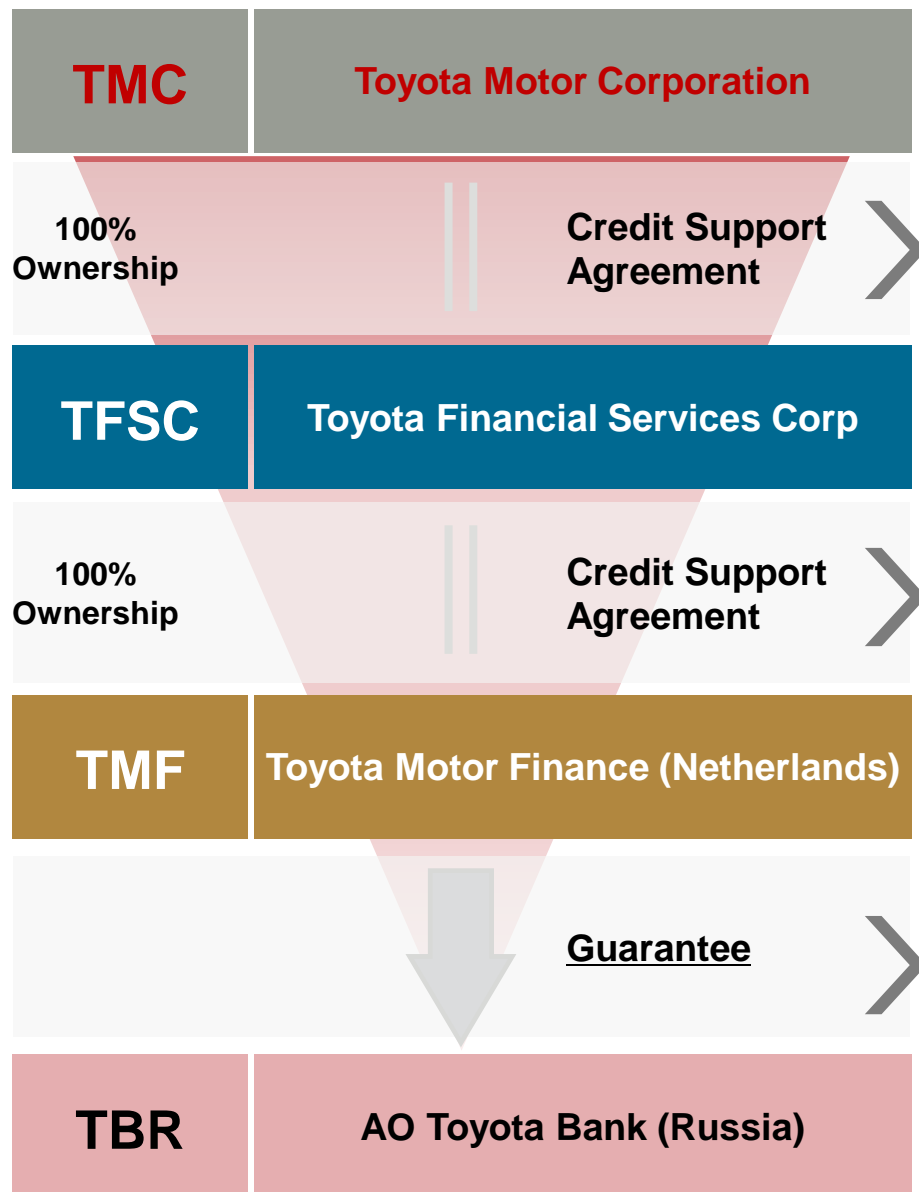 TMC
Toyota Motor Corporation
100%
Ownership
Credit Support
Agreement
TFSC
Toyota Financial Services Corp
100%
Ownership
Credit Support
Agreement
TMF
Toyota Motor Finance (Netherlands)
Guarantee
TBR
AO Toyota Bank (Russia)